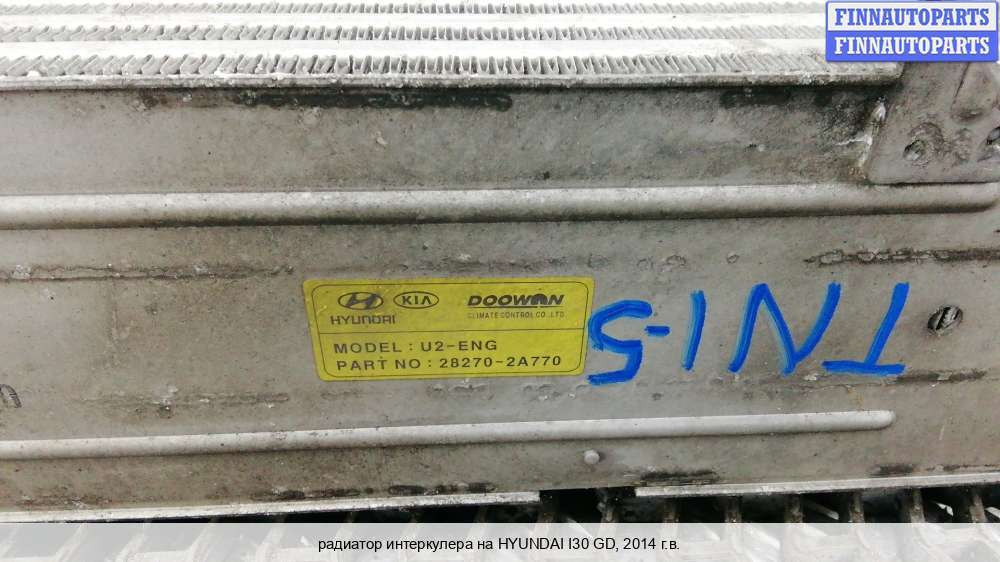 FINNAUTOPARTS
FINNAUTOPARTS
HYUNDAI KIA DOOWON
CLIMATE CONTROL CO.,LTD.
MODEL : U2-ENG
PART NO : 28270-2A770
TN1-5
радиатор интеркулера на HYUNDAI I30 GD, 2014 г.в.